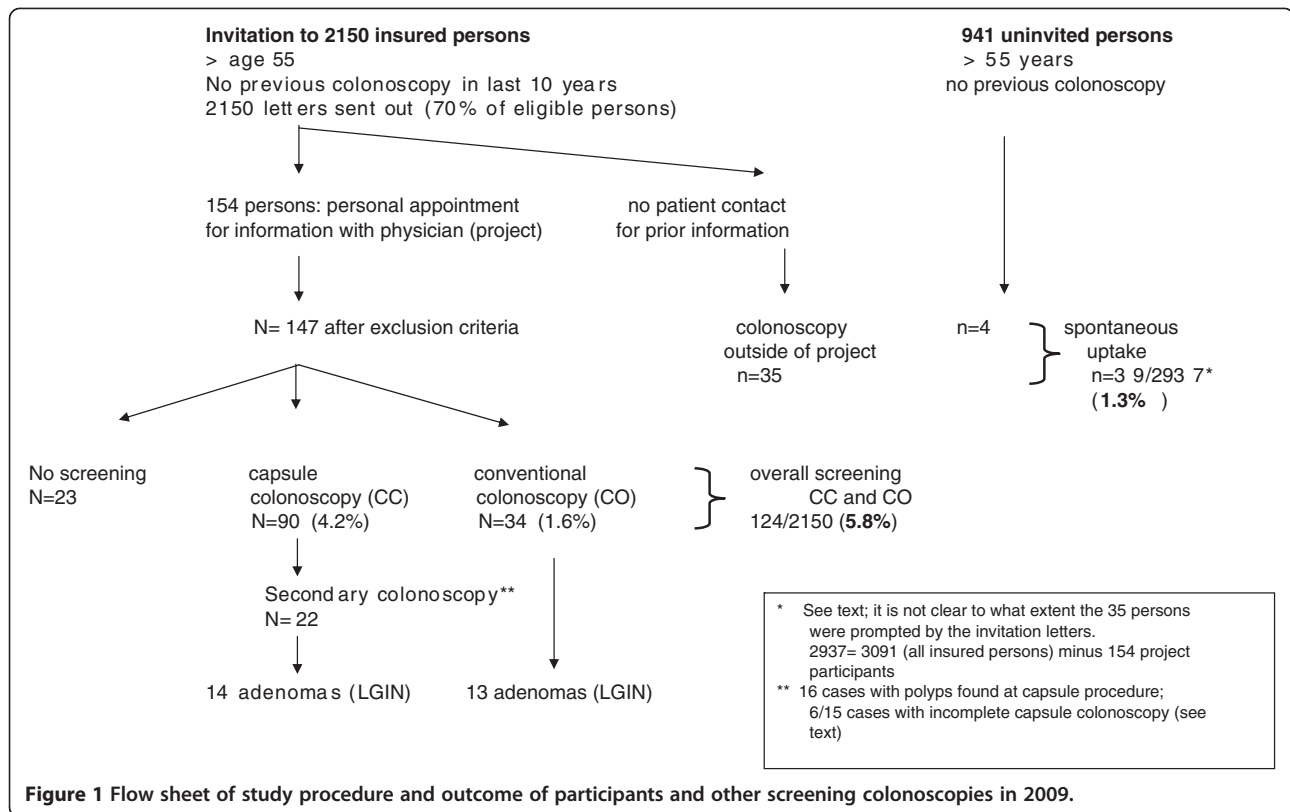 Invitation to 2150 insured persons
> age 55
No previous colonoscopy in last 10 years
2150 letters sent out (70% of eligible persons)
941 uninvited persons
> 55 years
no previous colonoscopy
154 persons: personal appointment
for information with physician (project)
no patient contact
for prior information
N= 147 after exclusion criteria
colonoscopy
outside of project
n=35
n=4
spontaneous
uptake
n=3 9/293 7*
(1.3% )
No screening
N=23
capsule
colonoscopy (CC)
N=90 (4.2%)
conventional
colonoscopy (CO)
N=34 (1.6%)
overall screening
CC and CO
124/2150 (5.8%)
Secondary colonoscopy**
N= 22
14 adenomas (LGIN)
13 adenomas (LGIN)
* See text; it is not clear to what extent the 35 persons
were prompted by the invitation letters.
2937= 3091 (all insured persons) minus 154 project
participants
** 16 cases with polyps found at capsule procedure;
6/15 cases with incomplete capsule colonoscopy (see
text)
Figure 1 Flow sheet of study procedure and outcome of participants and other screening colonoscopies in 2009.